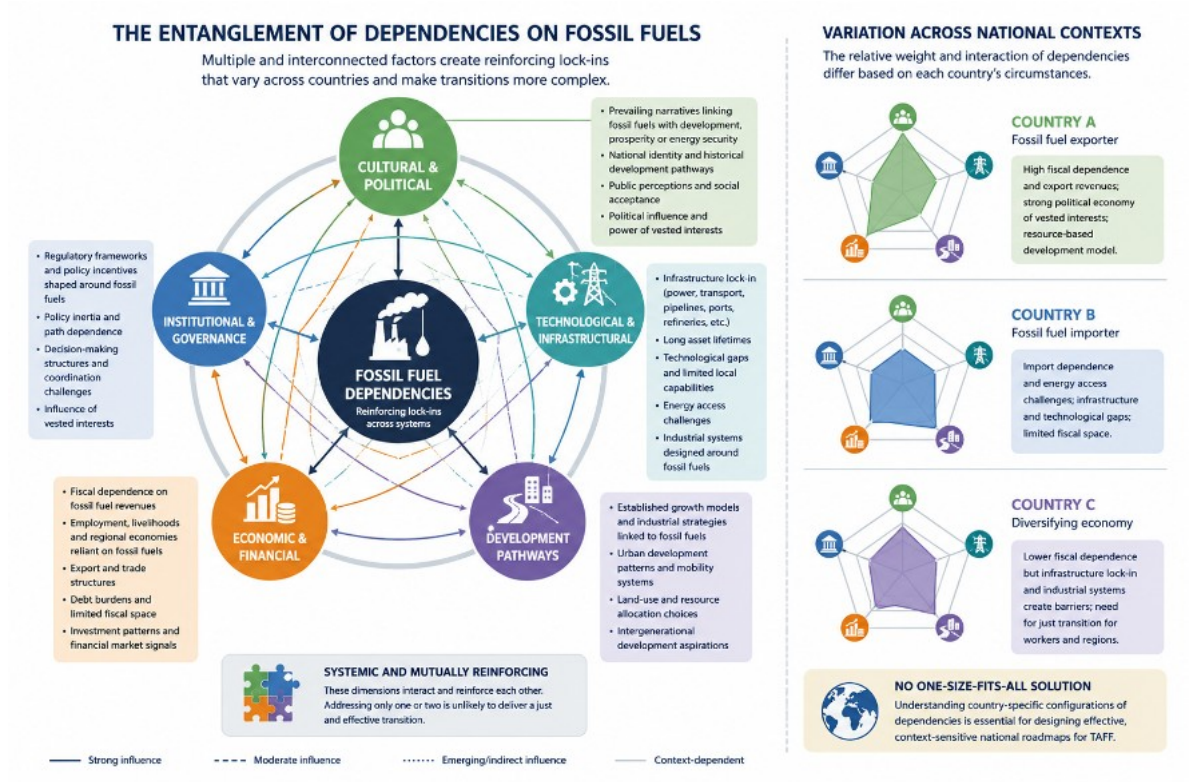 THE ENTANGLEMENT OF DEPENDENCIES ON FOSSIL FUELS
Multiple and interconnected factors create reinforcing lock-ins
that vary across countries and make transitions more complex.
CULTURAL &
POLITICAL
• Prevailing narratives linking
fossil fuels with development,
prosperity or energy security
• National identity and historical
development pathways
• Public perceptions and social
acceptance
• Political influence and
power of vested interests
• Regulatory frameworks
and policy incentives
shaped around fossil
fuels
• Policy inertia and
path dependence
• Decision-making
structures and
coordination
challenges
• Influence of
vested interests
INSTITUTIONAL &
GOVERNANCE
TECHNOLOGICAL &
INFRASTRUCTURAL
• Infrastructure lock-in
(power, transport,
pipelines, ports,
refineries, etc.)
• Long asset lifetimes
• Technological gaps
and limited local
capabilities
• Energy access
challenges
• Industrial systems
designed around
fossil fuels
FOSSIL FUEL
DEPENDENCIES
Reinforcing lock-ins
across systems
• Fiscal dependence on
fossil fuel revenues
• Employment, livelihoods
and regional economies
reliant on fossil fuels
• Export and trade
structures
• Debt burdens and
limited fiscal space
• Investment patterns and
financial market signals
ECONOMIC &
FINANCIAL
DEVELOPMENT
PATHWAYS
• Established growth models
and industrial strategies
linked to fossil fuels
• Urban development
patterns and mobility
systems
• Land-use and resource
allocation choices
• Intergenerational
development aspirations
SYSTEMIC AND MUTUALLY REINFORCING
These dimensions interact and reinforce each other.
Addressing only one or two is unlikely to deliver a just
and effective transition.
Strong influence
Moderate influence
Emerging/indirect influence
Context-dependent
VARIATION ACROSS NATIONAL CONTEXTS
The relative weight and interaction of dependencies
differ based on each country's circumstances.
COUNTRY A
Fossil fuel exporter
High fiscal dependence
and export revenues;
strong political economy
of vested interests;
resource-based
development model.
COUNTRY B
Fossil fuel importer
Import dependence
and energy access
challenges; infrastructure
and technological gaps;
limited fiscal space.
COUNTRY C
Diversifying economy
Lower fiscal dependence
but infrastructure lock-in
and industrial systems
create barriers; need
for just transition for
workers and regions.
NO ONE-SIZE-FITS-ALL SOLUTION
Understanding country-specific configurations of
dependencies is essential for designing effective,
context-sensitive national roadmaps for TAFF.